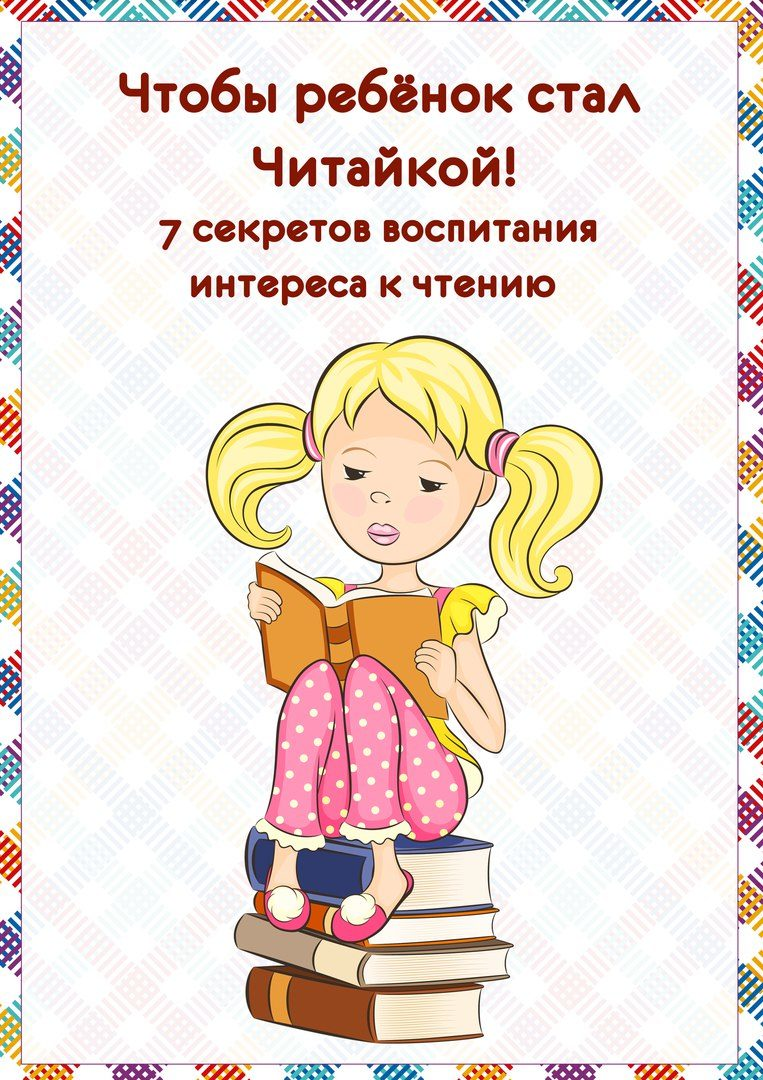 Чтобы ребёнок стал
Читайкой!
7 секретов воспитания
интереса к чтению